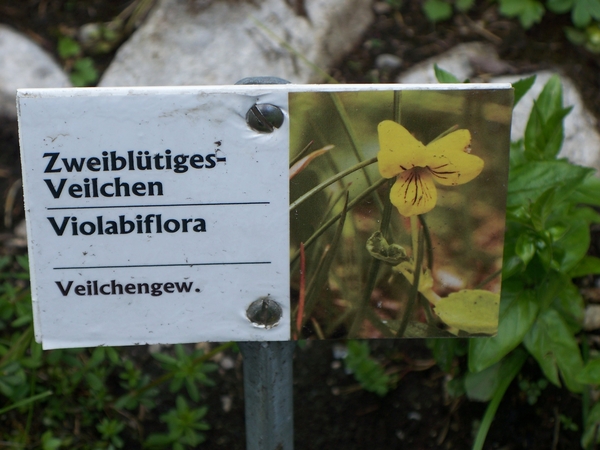 Zweiblütiges-
Veilchen
Violabiflora
Veilchengew.